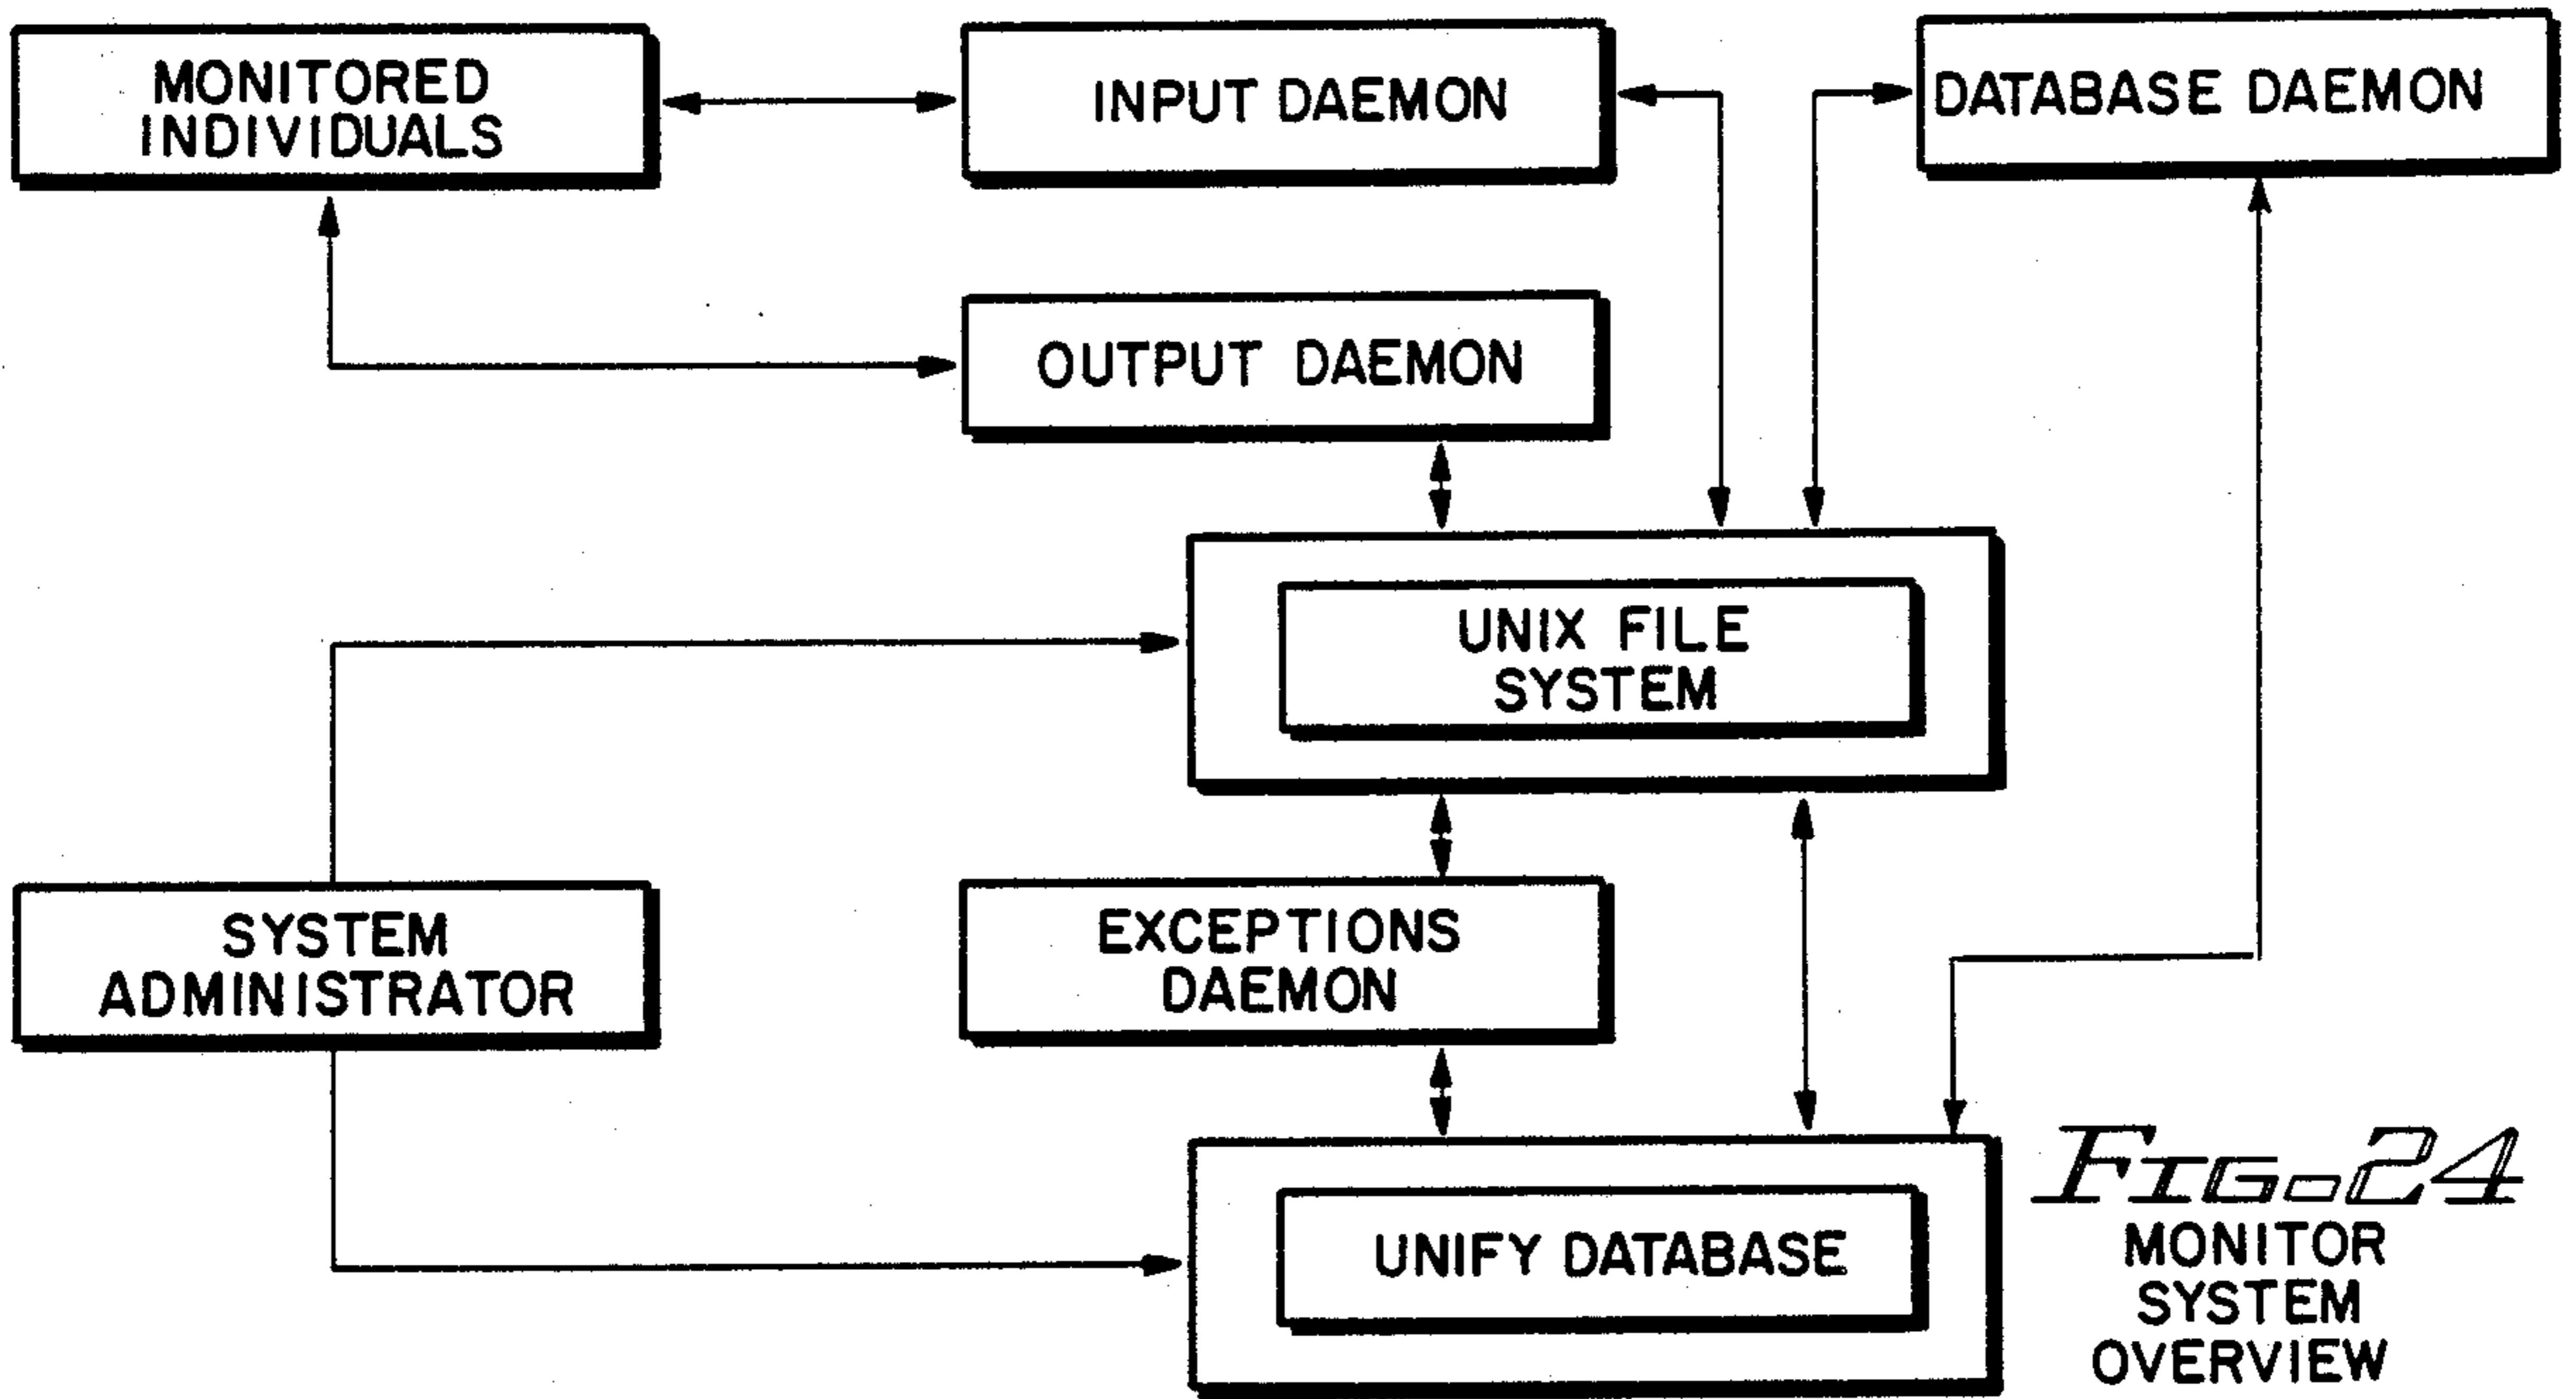 MONITORED
INDIVIDUALS
INPUT DAEMON
DATABASE DAEMON
OUTPUT DAEMON
UNIX FILE
SYSTEM
SYSTEM
ADMINISTRATOR
EXCEPTIONS
DAEMON
UNIFY DATABASE
FIG-24
MONITOR
SYSTEM
OVERVIEW